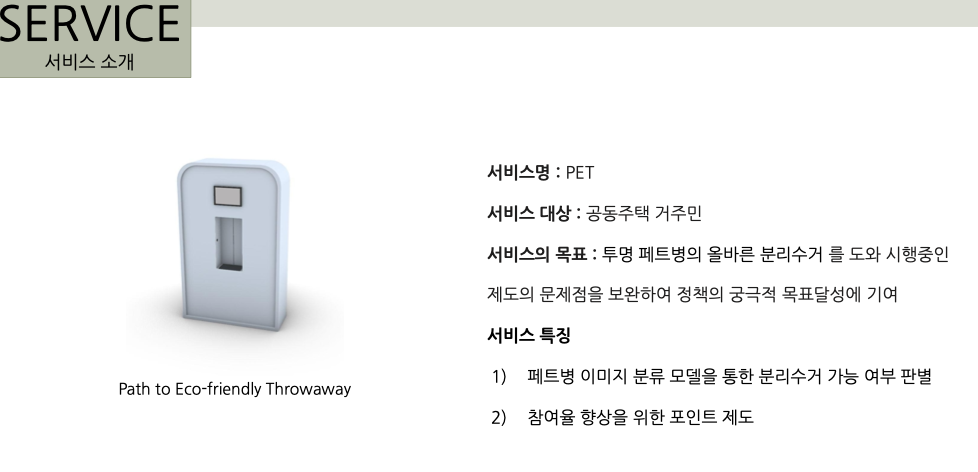 SERVICE
서비스 소개
서비스명 : PET
서비스 대상 : 공동주택 거주민
서비스의 목표 : 투명 페트병의 올바른 분리수거 를 도와 시행중인
제도의 문제점을 보완하여 정책의 궁극적 목표달성에 기여
서비스 특징
1) 페트병 이미지 분류 모델을 통한 분리수거 가능 여부 판별
2) 참여율 향상을 위한 포인트 제도
Path to Eco-friendly Throwaway